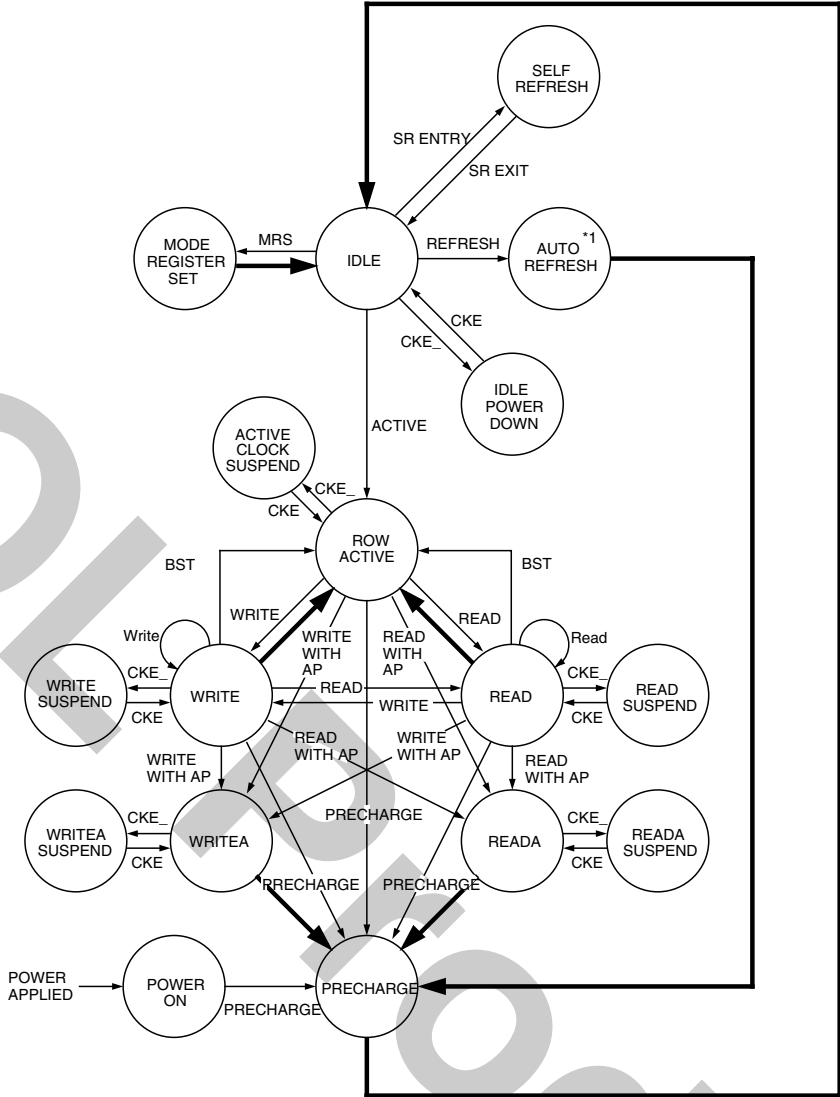 SELF
REFRESH
SR ENTRY
SR EXIT
MODE
REGISTER
SET
MRS
IDLE
REFRESH
AUTO *1
REFRESH
CKE
CKE_
IDLE
POWER
DOWN
ACTIVE
ACTIVE
CLOCK
SUSPEND
CKE_
CKE
ROW
ACTIVE
BST
BST
WRITE
READ
Write
WRITE
WITH
AP
READ
WITH
AP
Read
WRITE
SUSPEND
CKE_
CKE
WRITE
READ
WRITE
READ
CKE_
CKE
READ
SUSPEND
WRITE
WITH AP
READ
WITH AP
WRITE
WITH AP
READ
WITH AP
WRITEA
SUSPEND
CKE_
CKE
WRITEA
PRECHARGE
READA
CKE_
CKE
READA
SUSPEND
PRECHARGE
PRECHARGE
POWER
APPLIED
POWER
ON
PRECHARGE
PRECHARGE